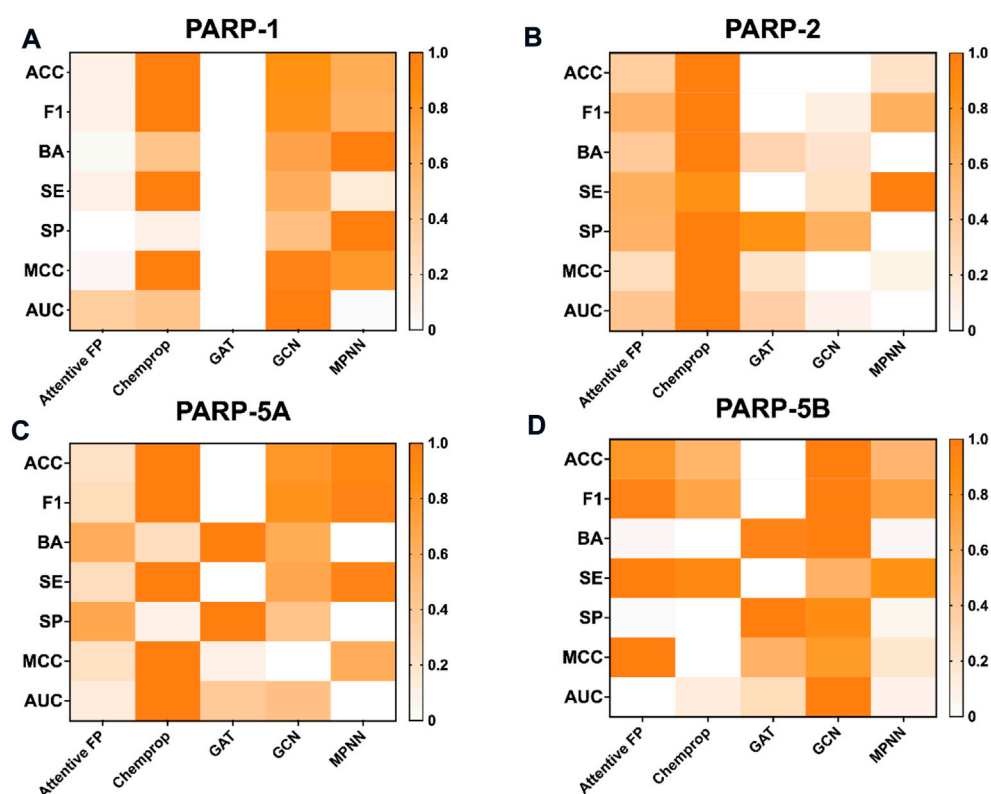 A
PARP-1
ACC
F1
BA
SE
SP
MCC
AUC
Attentive FP
Chemprop
GAT
GCN
MPNN
1.0
0.8
0.6
0.4
0.2
0
B
PARP-2
ACC
F1
BA
SE
SP
MCC
AUC
Attentive FP
Chemprop
GAT
GCN
MPNN
1.0
0.8
0.6
0.4
0.2
0
C
PARP-5A
ACC
F1
BA
SE
SP
MCC
AUC
Attentive FP
Chemprop
GAT
GCN
MPNN
1.0
0.8
0.6
0.4
0.2
0
D
PARP-5B
ACC
F1
BA
SE
SP
MCC
AUC
Attentive FP
Chemprop
GAT
GCN
MPNN
1.0
0.8
0.6
0.4
0.2
0